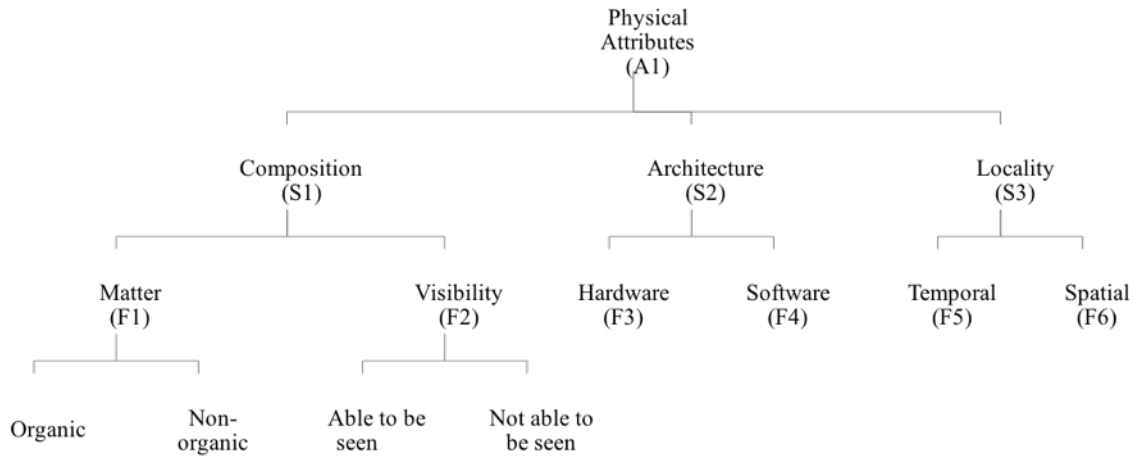 Physical
Attributes
(A1)
Composition
(S1)
Architecture
(S2)
Locality
(S3)
Matter
(F1)
Visibility
(F2)
Hardware
(F3)
Software
(F4)
Temporal
(F5)
Spatial
(F6)
Organic
Non-
organic
Able to be
seen
Not able to
be seen